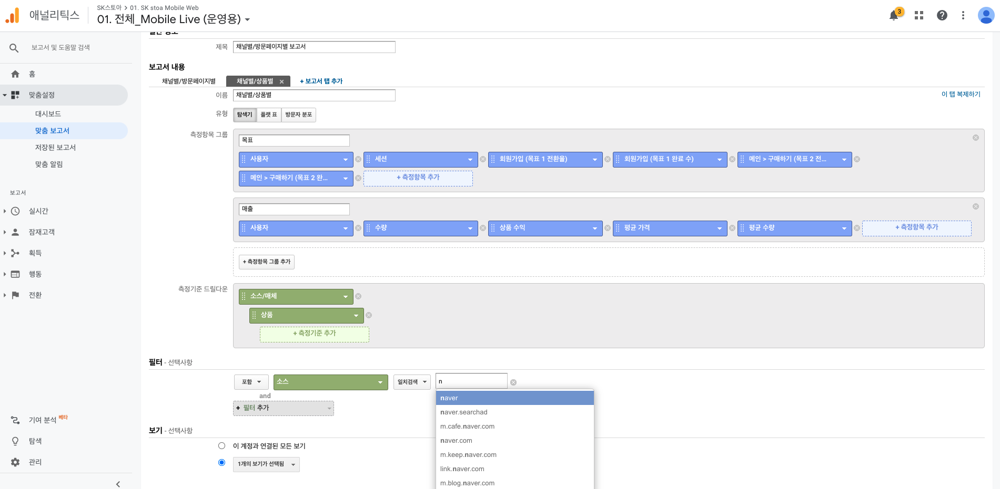 애널리틱스
SK스토아 > 01. SK stoa Mobile Web
01. 전체_Mobile Live (운영용)
3
보고서 및 도움말 검색
홈
맞춤설정
대시보드
맞춤 보고서
저장된 보고서
맞춤 알림
보고서
실시간
잠재고객
획득
행동
전환
기여 분석 베타
탐색
관리
제목 채널별/방문페이지별 보고서
보고서 내용
채널별/방문페이지별 채널별/상품별 + 보고서 탭 추가
이름 채널별/상품별 이 탭 복제하기
유형 탐색기 플랫 표 방문자 분포
측정항목 그룹
목표
사용자 세션 회원가입 (목표 1 전환율) 회원가입 (목표 1 완료 수) 메인 > 구매하기 (목표 2 전...
메인 > 구매하기 (목표 2 완... + 측정항목 추가
매출
사용자 수량 상품 수익 평균 가격 평균 수량 + 측정항목 추가
+ 측정항목 그룹 추가
측정기준 드릴다운
소스/매체
상품
+ 측정기준 추가
필터 - 선택사항
포함 소스 일치검색 n
and
+ 필터 추가
naver
naver.searchad
m.cafe.naver.com
naver.com
m.keep.naver.com
link.naver.com
m.blog.naver.com
보기 - 선택사항
이 계정과 연결된 모든 보기
1개의 보기가 선택됨